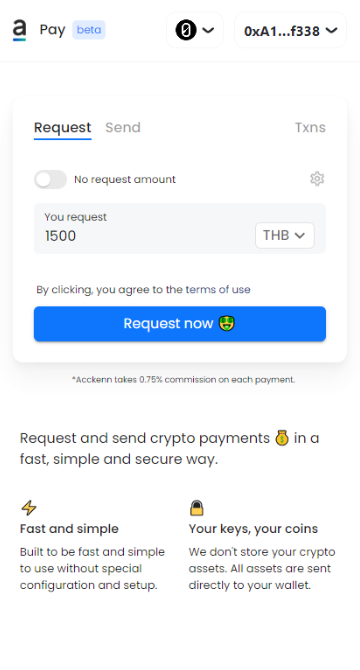 a Pay beta 0xA1...f338
Request Send Txns
No request amount
You request
1500 THB
By clicking, you agree to the terms of use
Request now 🤑
*Acckenn takes 0.75% commission on each payment.
Request and send crypto payments 💰 in a
fast, simple and secure way.
⚡
Fast and simple
Built to be fast and simple
to use without special
configuration and setup.
🔒
Your keys, your coins
We don't store your crypto
assets. All assets are sent
directly to your wallet.